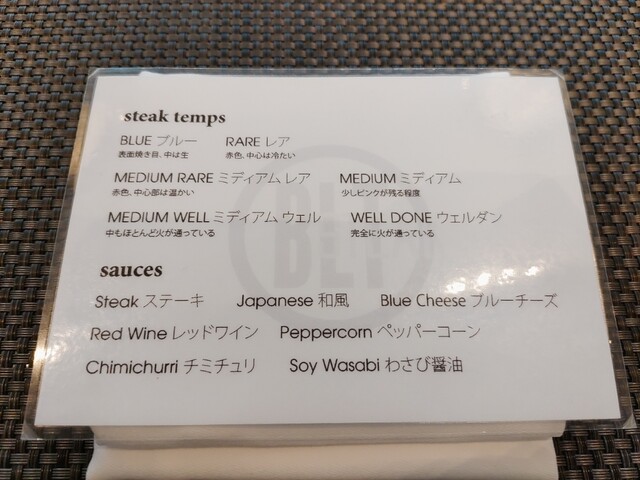 steak temps
BLUE ブルー RARE レア
表面焼き目、中は生 赤色、中心は冷たい
MEDIUM RARE ミディアム レア MEDIUM ミディアム
赤色、中心部は温かい 少しピンクが残る程度
MEDIUM WELL ミディアム ウェル WELL DONE ウェルダン
中もほとんど火が通っている 完全に火が通っている
sauces
Steak ステーキ Japanese 和風 Blue Cheese ブルーチーズ
Red Wine レッドワイン Peppercorn ペッパーコーン
Chimichurri チミチュリ Soy Wasabi わさび醤油